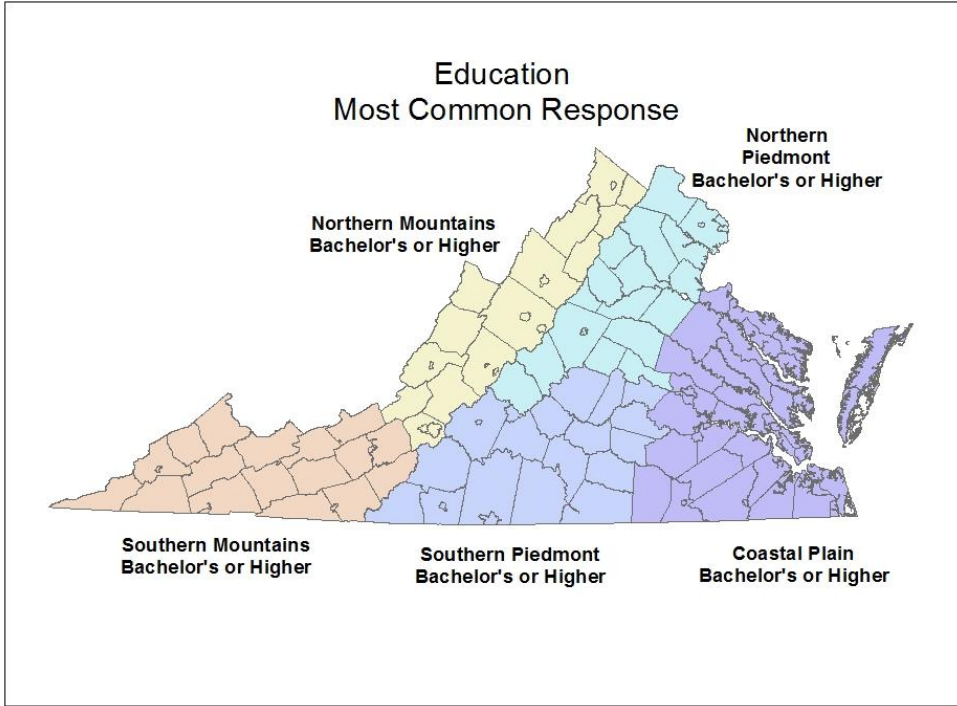 Education
Most Common Response
Northern
Piedmont
Bachelor's or Higher
Northern Mountains
Bachelor's or Higher
Southern Mountains
Bachelor's or Higher
Southern Piedmont
Bachelor's or Higher
Coastal Plain
Bachelor's or Higher